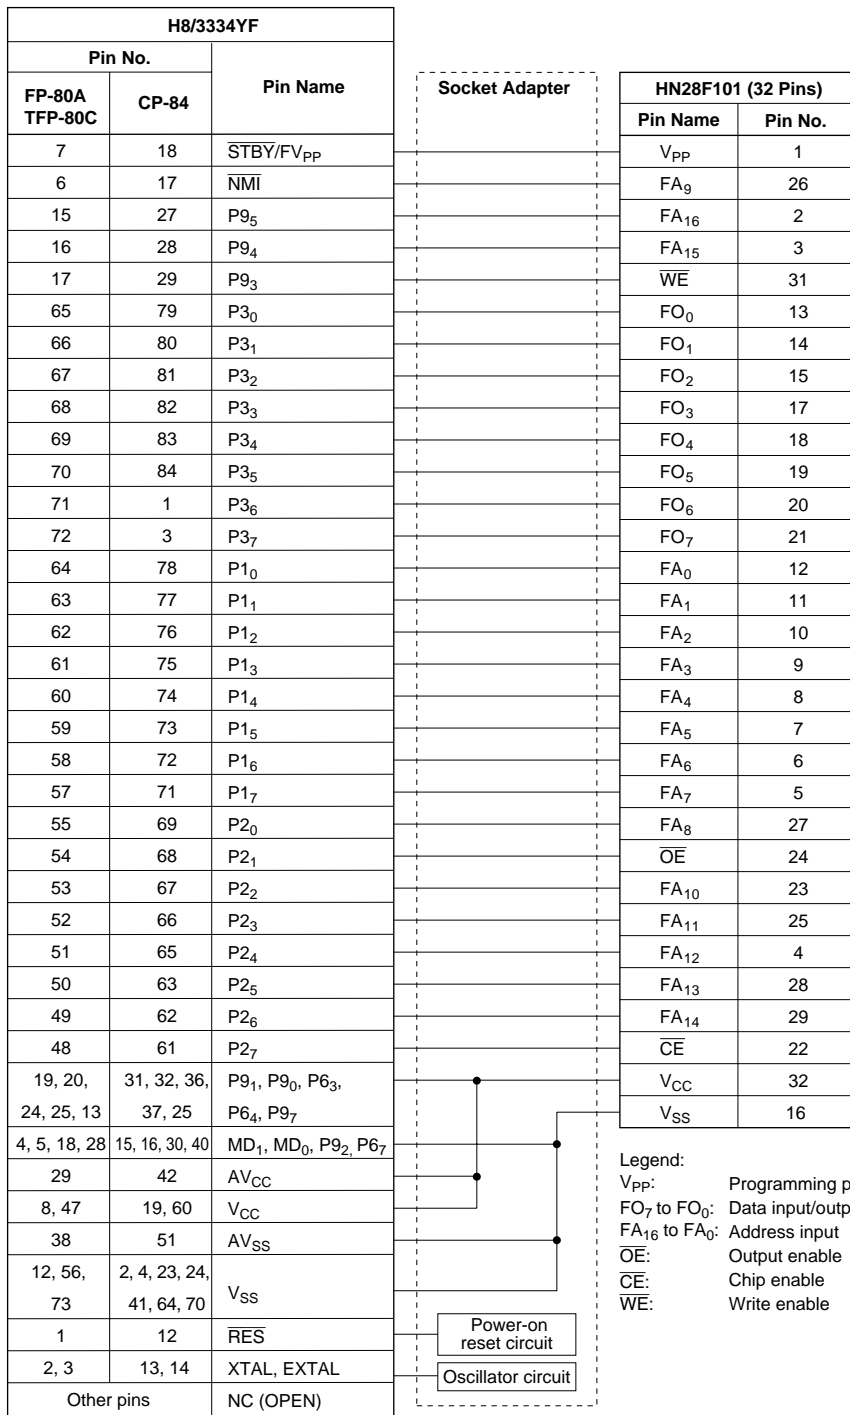 H8/3334YF
Pin No.
Pin Name
FP-80A
TFP-80C
CP-84
Socket Adapter
HN28F101 (32 Pins)
Pin Name Pin No.
7 18 STBY/FVPP VPP 1
6 17 NMI FA9 26
15 27 P95 FA16 2
16 28 P94 FA15 3
17 29 P93 WE 31
65 79 P30 FO0 13
66 80 P31 FO1 14
67 81 P32 FO2 15
68 82 P33 FO3 17
69 83 P34 FO4 18
70 84 P35 FO5 19
71 1 P36 FO6 20
72 3 P37 FO7 21
64 78 P10 FA0 12
63 77 P11 FA1 11
62 76 P12 FA2 10
61 75 P13 FA3 9
60 74 P14 FA4 8
59 73 P15 FA5 7
58 72 P16 FA6 6
57 71 P17 FA7 5
55 69 P20 FA8 27
54 68 P21 OE 24
53 67 P22 FA10 23
52 66 P23 FA11 25
51 65 P24 FA12 4
50 63 P25 FA13 28
49 62 P26 FA14 29
48 61 P27 CE 22
19, 20, 31, 32, 36, P91, P90, P63, VCC 32
24, 25, 13 37, 25 P64, P97 VSS 16
4, 5, 18, 28 15, 16, 30, 40 MD1, MD0, P92, P67
29 42 AVCC
8, 47 19, 60 VCC
38 51 AVSS
12, 56, 2, 4, 23, 24,
73 41, 64, 70 VSS
1 12 RES
Power-on
reset circuit
2, 3 13, 14 XTAL, EXTAL
Oscillator circuit
Other pins NC (OPEN)
Legend:
VPP: Programming
FO7 to FO0: Data
FA16 to FA0: Address input
OE: Output enable
CE: Chip enable
WE: Write enable